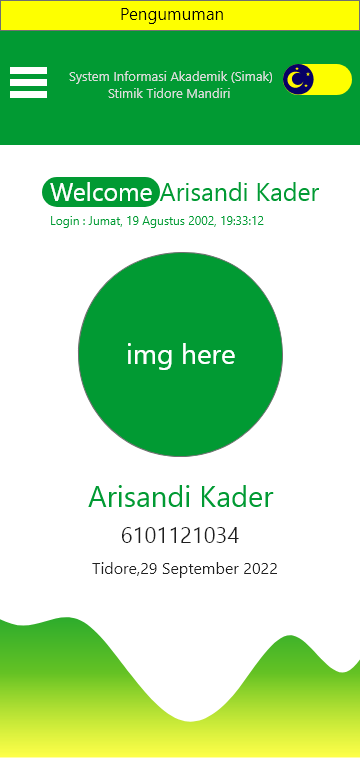 Pengumuman
System Informasi Akademik (Simak)
Stimik Tidore Mandiri
Welcome Arisandi Kader
Login : Jumat, 19 Agustus 2002, 19:33:12
img here
Arisandi Kader
6101121034
Tidore,29 September 2022